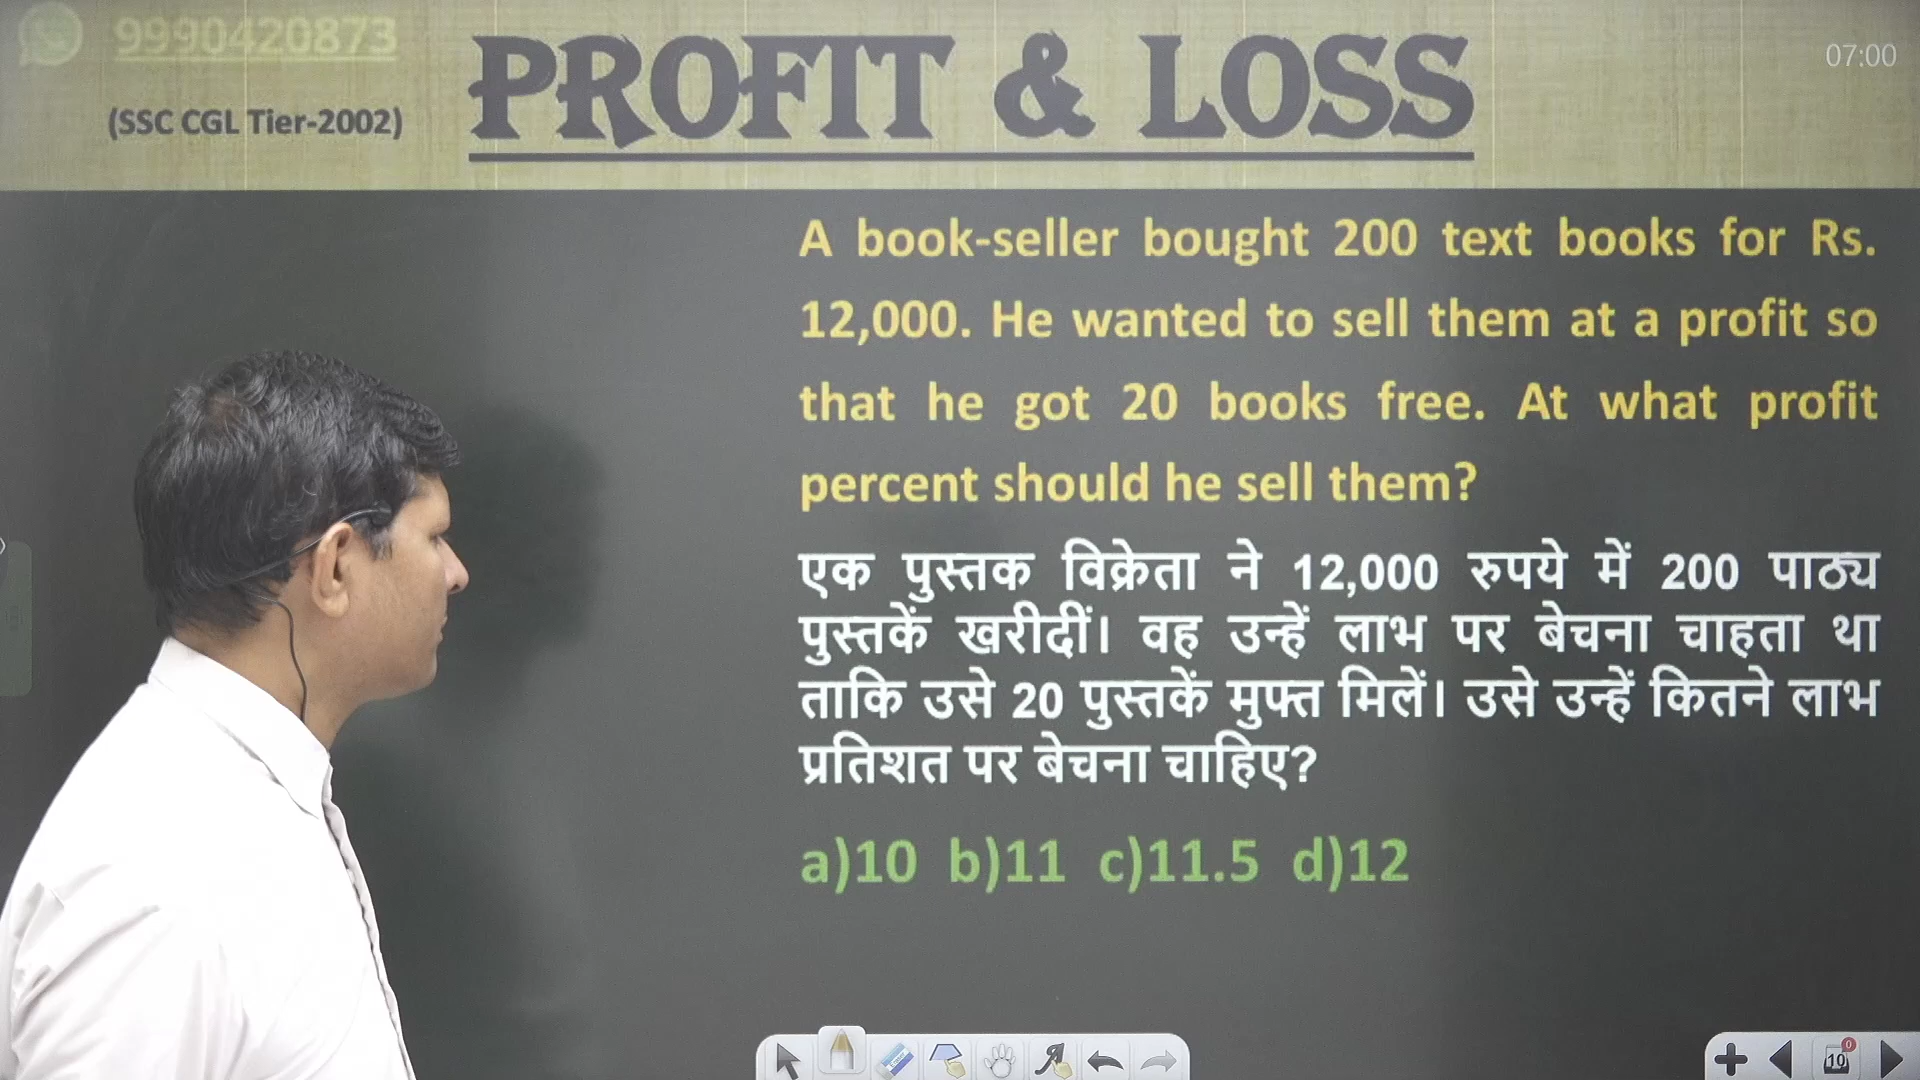 9990420873
(SSC CGL Tier-2002)
PROFIT & LOSS
07:00
A book-seller bought 200 text books for Rs.
12,000. He wanted to sell them at a profit so
that he got 20 books free. At what profit
percent should he sell them?
एक पुस्तक विक्रेता ने 12,000 रुपये में 200 पाठ्य
पुस्तकें खरीदीं। वह उन्हें लाभ पर बेचना चाहता था
ताकि उसे 20 पुस्तकें मुफ्त मिलें। उसे उन्हें कितने लाभ
प्रतिशत पर बेचना चाहिए?
a)10 b)11 c)11.5 d)12
10
0